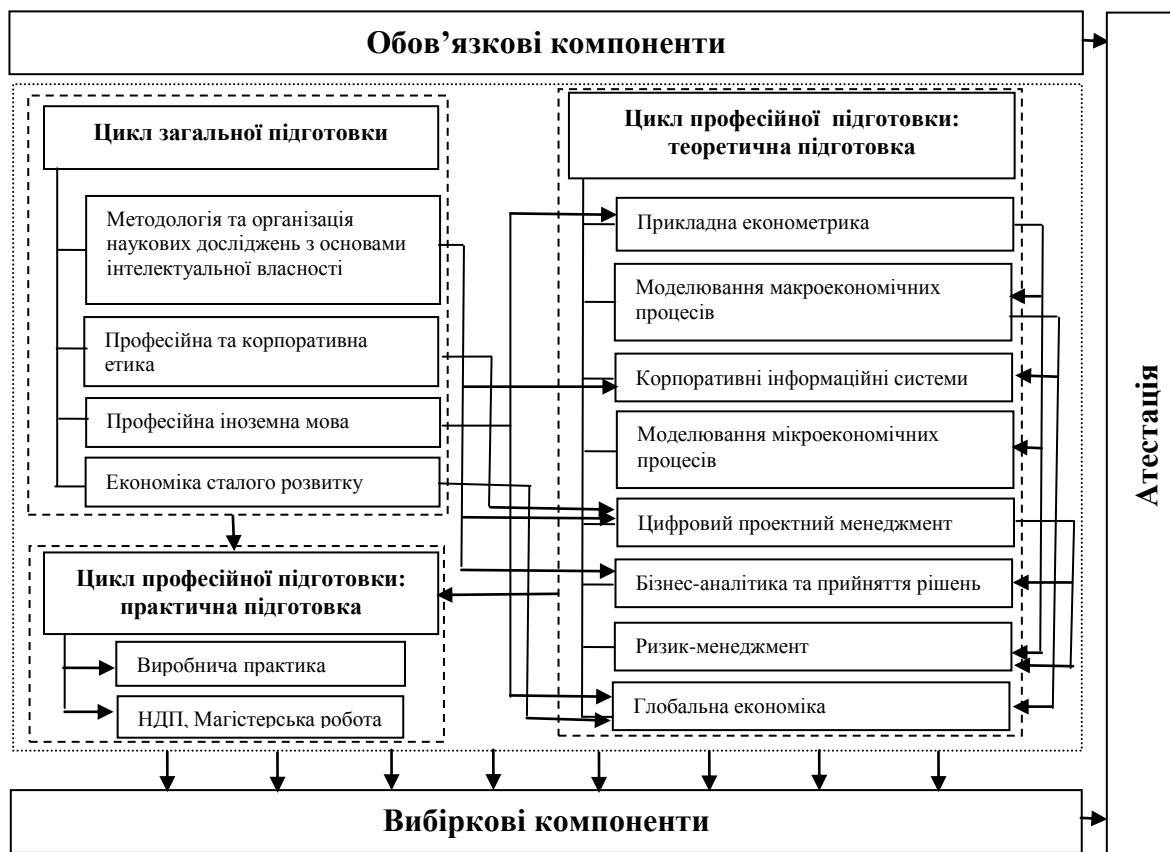 Обов’язкові компоненти
Цикл загальної підготовки
Методологія та організація
наукових досліджень з основами
інтелектуальної власності
Професійна та корпоративна
етика
Професійна іноземна мова
Економіка сталого розвитку
Цикл професійної підготовки:
практична підготовка
Виробнича практика
НДП, Магістерська робота
Цикл професійної підготовки:
теоретична підготовка
Прикладна економетрика
Моделювання макроекономічних
процесів
Корпоративні інформаційні системи
Моделювання мікроекономічних
процесів
Цифровий проектний менеджмент
Бізнес-аналітика та прийняття рішень
Ризик-менеджмент
Глобальна економіка
Вибіркові компоненти
Атестація